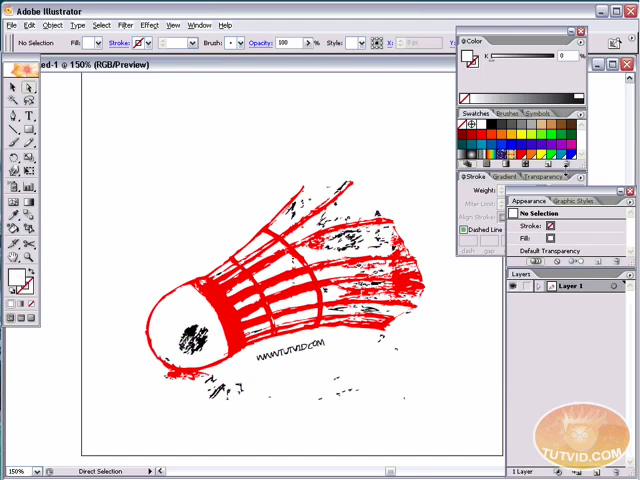 Adobe Illustrator
File Edit Object Type Select Filter Effect View Window Help
No Selection Fill: Stroke: Brush: Opacity: 100 % Style: X:
ed-1 @ 150% (RGB/Preview)
Color
K 0 %
Swatches Brushes Symbols
Stroke Gradient Transparency
Weight:
Miter Limit:
Align Stroke:
Dashed Line
dash gap
Appearance Graphic Styles
No Selection
Stroke:
Fill:
Default Transparency
Layers
Layer 1
WWW.TUTVID.COM
TUTVID.COM
150% Direct Selection
1 Layer